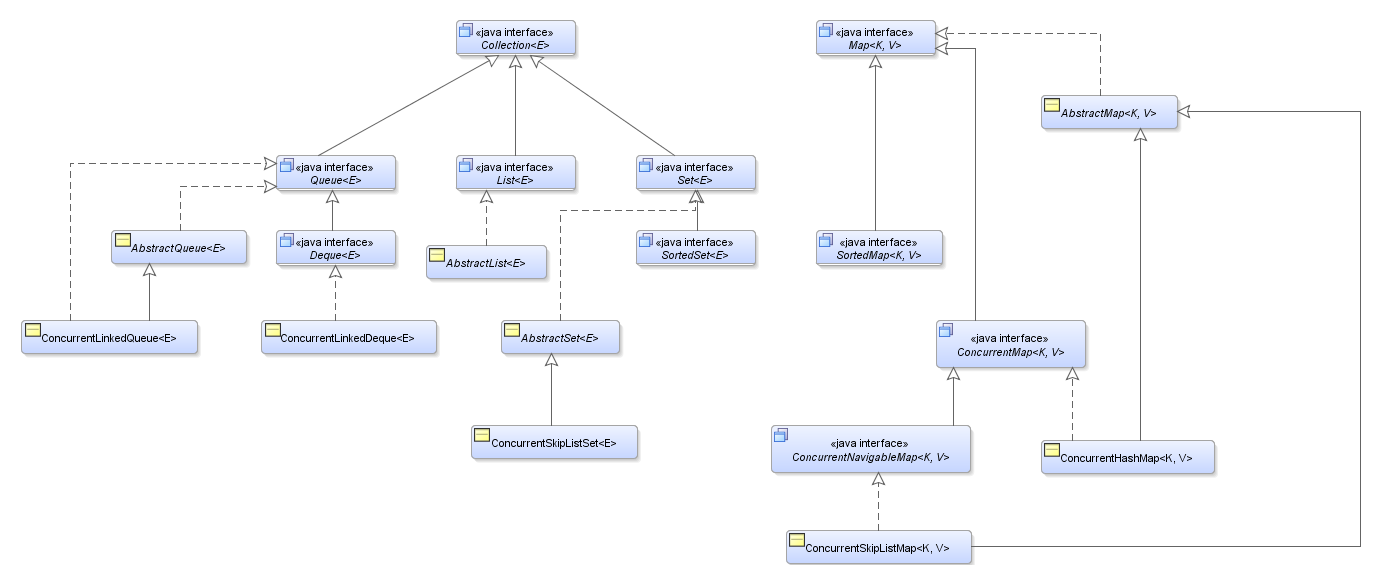 «java interface»
Collection<E>
«java interface»
Map<K, V>
AbstractMap<K, V>
«java interface»
Queue<E>
«java interface»
List<E>
«java interface»
Set<E>
AbstractQueue<E>
«java interface»
Deque<E>
AbstractList<E>
«java interface»
SortedSet<E>
«java interface»
SortedMap<K, V>
ConcurrentLinkedQueue<E>
ConcurrentLinkedDeque<E>
AbstractSet<E>
«java interface»
ConcurrentMap<K, V>
ConcurrentSkipListSet<E>
«java interface»
ConcurrentNavigableMap<K, V>
ConcurrentHashMap<K, V>
ConcurrentSkipListMap<K, V>